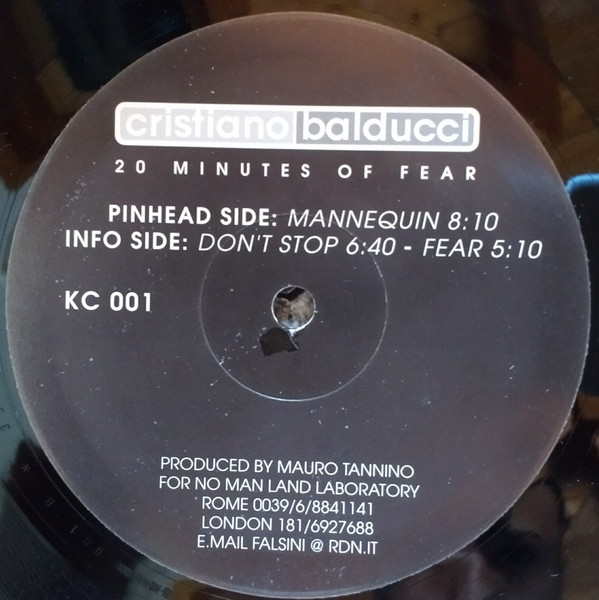 cristiano balducci
20 MINUTES OF FEAR
PINHEAD SIDE: MANNEQUIN 8:10
INFO SIDE: DON'T STOP 6:40 - FEAR 5:10
KC 001
PRODUCED BY MAURO TANNINO
FOR NO MAN LAND LABORATORY
ROME 0039/6/8841141
LONDON 181/6927688
E.MAIL FALSINI @ RDN.IT